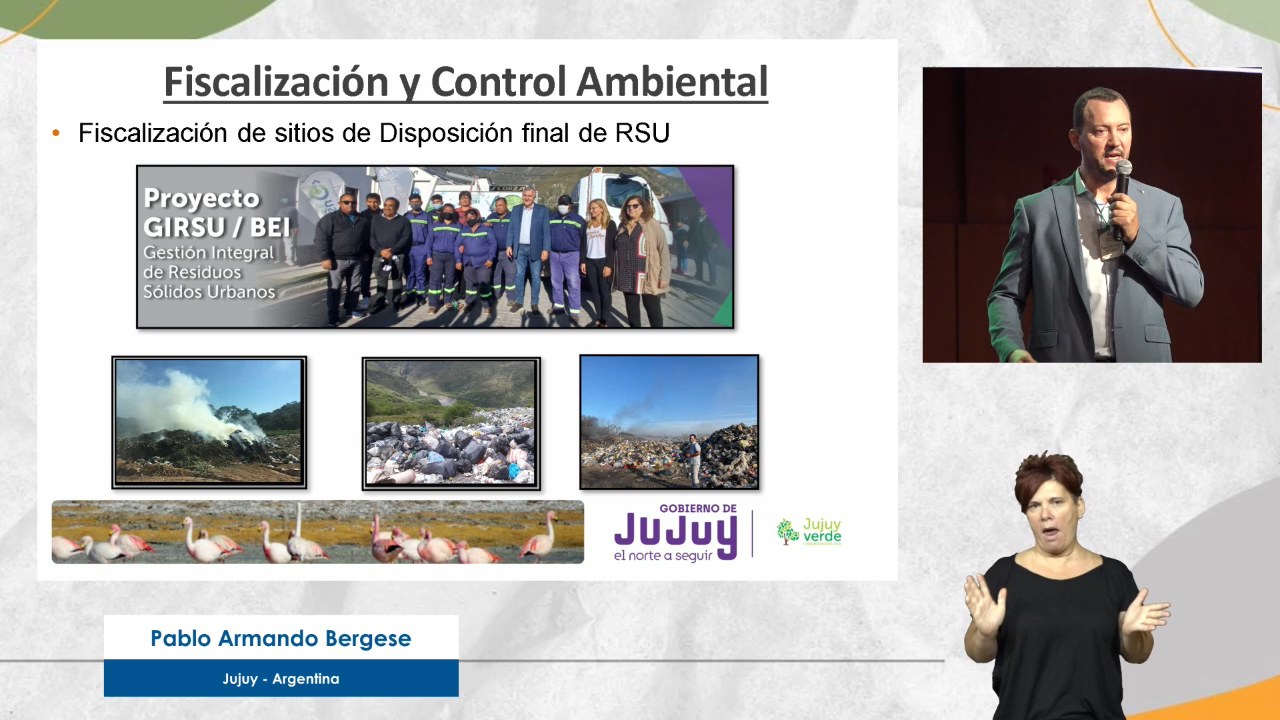 Fiscalización y Control Ambiental
• Fiscalización de sitios de Disposición final de RSU
Proyecto
GIRSU / BEI
Gestión Integral
de Residuos
Sólidos Urbanos
GOBIERNO DE
JUJUY
el norte a seguir
Jujuy
verde
Pablo Armando Bergese
Jujuy - Argentina